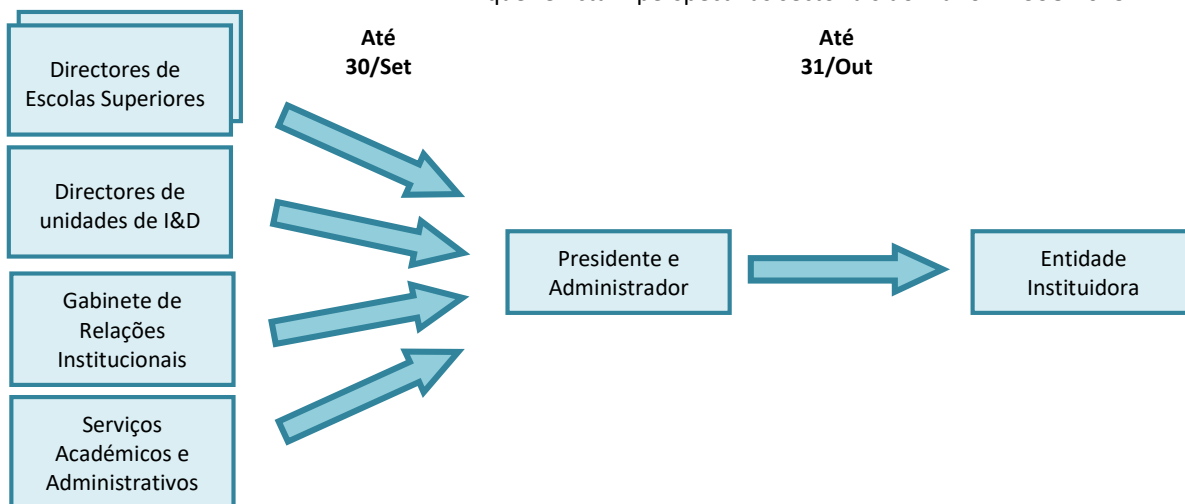 Até
30/Set
Até
31/Out
Directores de
Escolas Superiores
Directores de
unidades de I&D
Gabinete de
Relações
Institucionais
Serviços
Académicos e
Administrativos
Presidente e
Administrador
Entidade
Instituidora